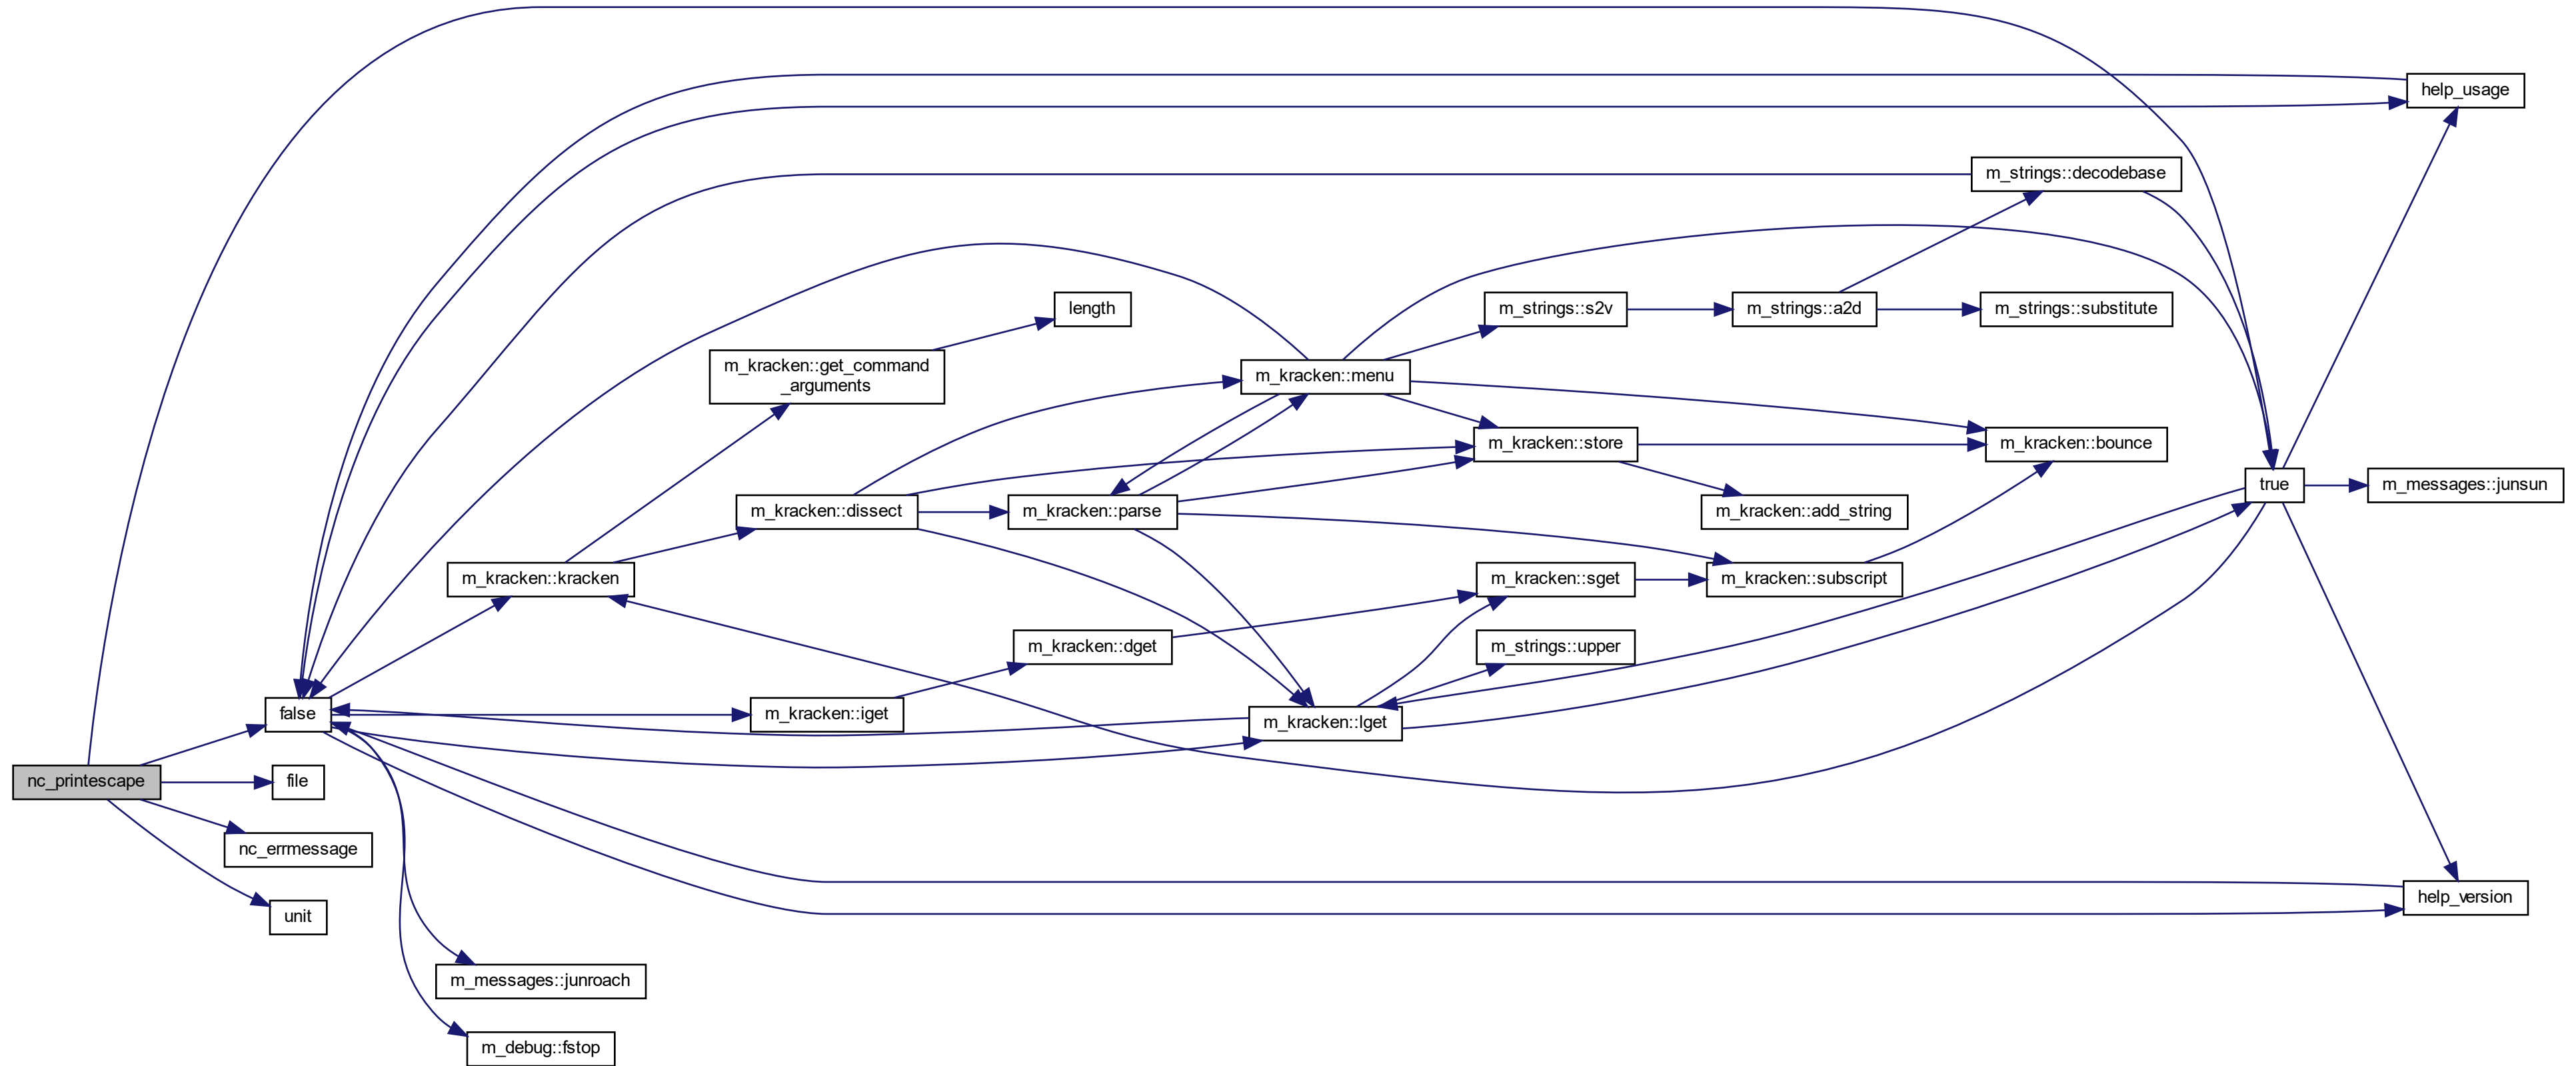 help_usage
m_strings::decodebase
length
m_strings::s2v
m_strings::a2d
m_strings::substitute
m_kracken::get_command
_arguments
m_kracken::menu
m_kracken::store
m_kracken::bounce
true
m_messages::junsun
m_kracken::dissect
m_kracken::parse
m_kracken::add_string
m_kracken::kracken
m_kracken::sget
m_kracken::subscript
m_kracken::dget
m_strings::upper
false
m_kracken::iget
m_kracken::lget
nc_printescape
file
nc_errmessage
help_version
unit
m_messages::junroach
m_debug::fstop